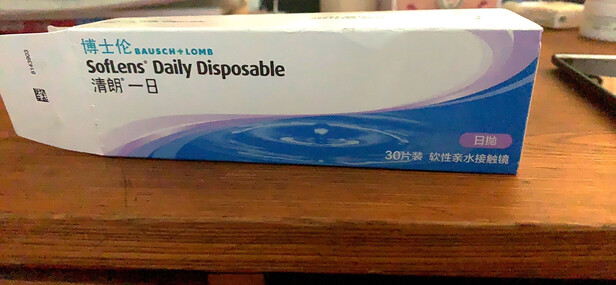 博士伦 BAUSCH+LOMB
SofLens® Daily Disposable
清朗® 一日
日抛
30片装 软性亲水接触镜